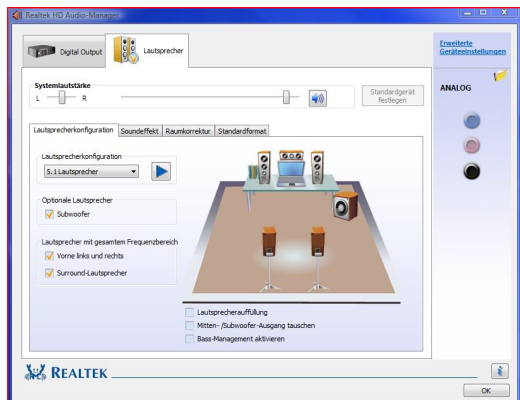 Realtek HD Audio-Manager
Digital Output
Lautsprecher
Erweiterte
Geräteeinstellungen
Systemlautstärke
L
R
Standardgerät
festlegen
ANALOG
Lautsprecherkonfiguration
Soundeffekt
Raumkorrektur
Standardformat
Lautsprecherkonfiguration
5.1 Lautsprecher
Optionale Lautsprecher
Subwoofer
Lautsprecher mit gesamtem Frequenzbereich
Vorne links und rechts
Surround-Lautsprecher
Lautsprecherauffüllung
Mitten- /Subwoofer-Ausgang tauschen
Bass-Management aktivieren
REALTEK
i
OK